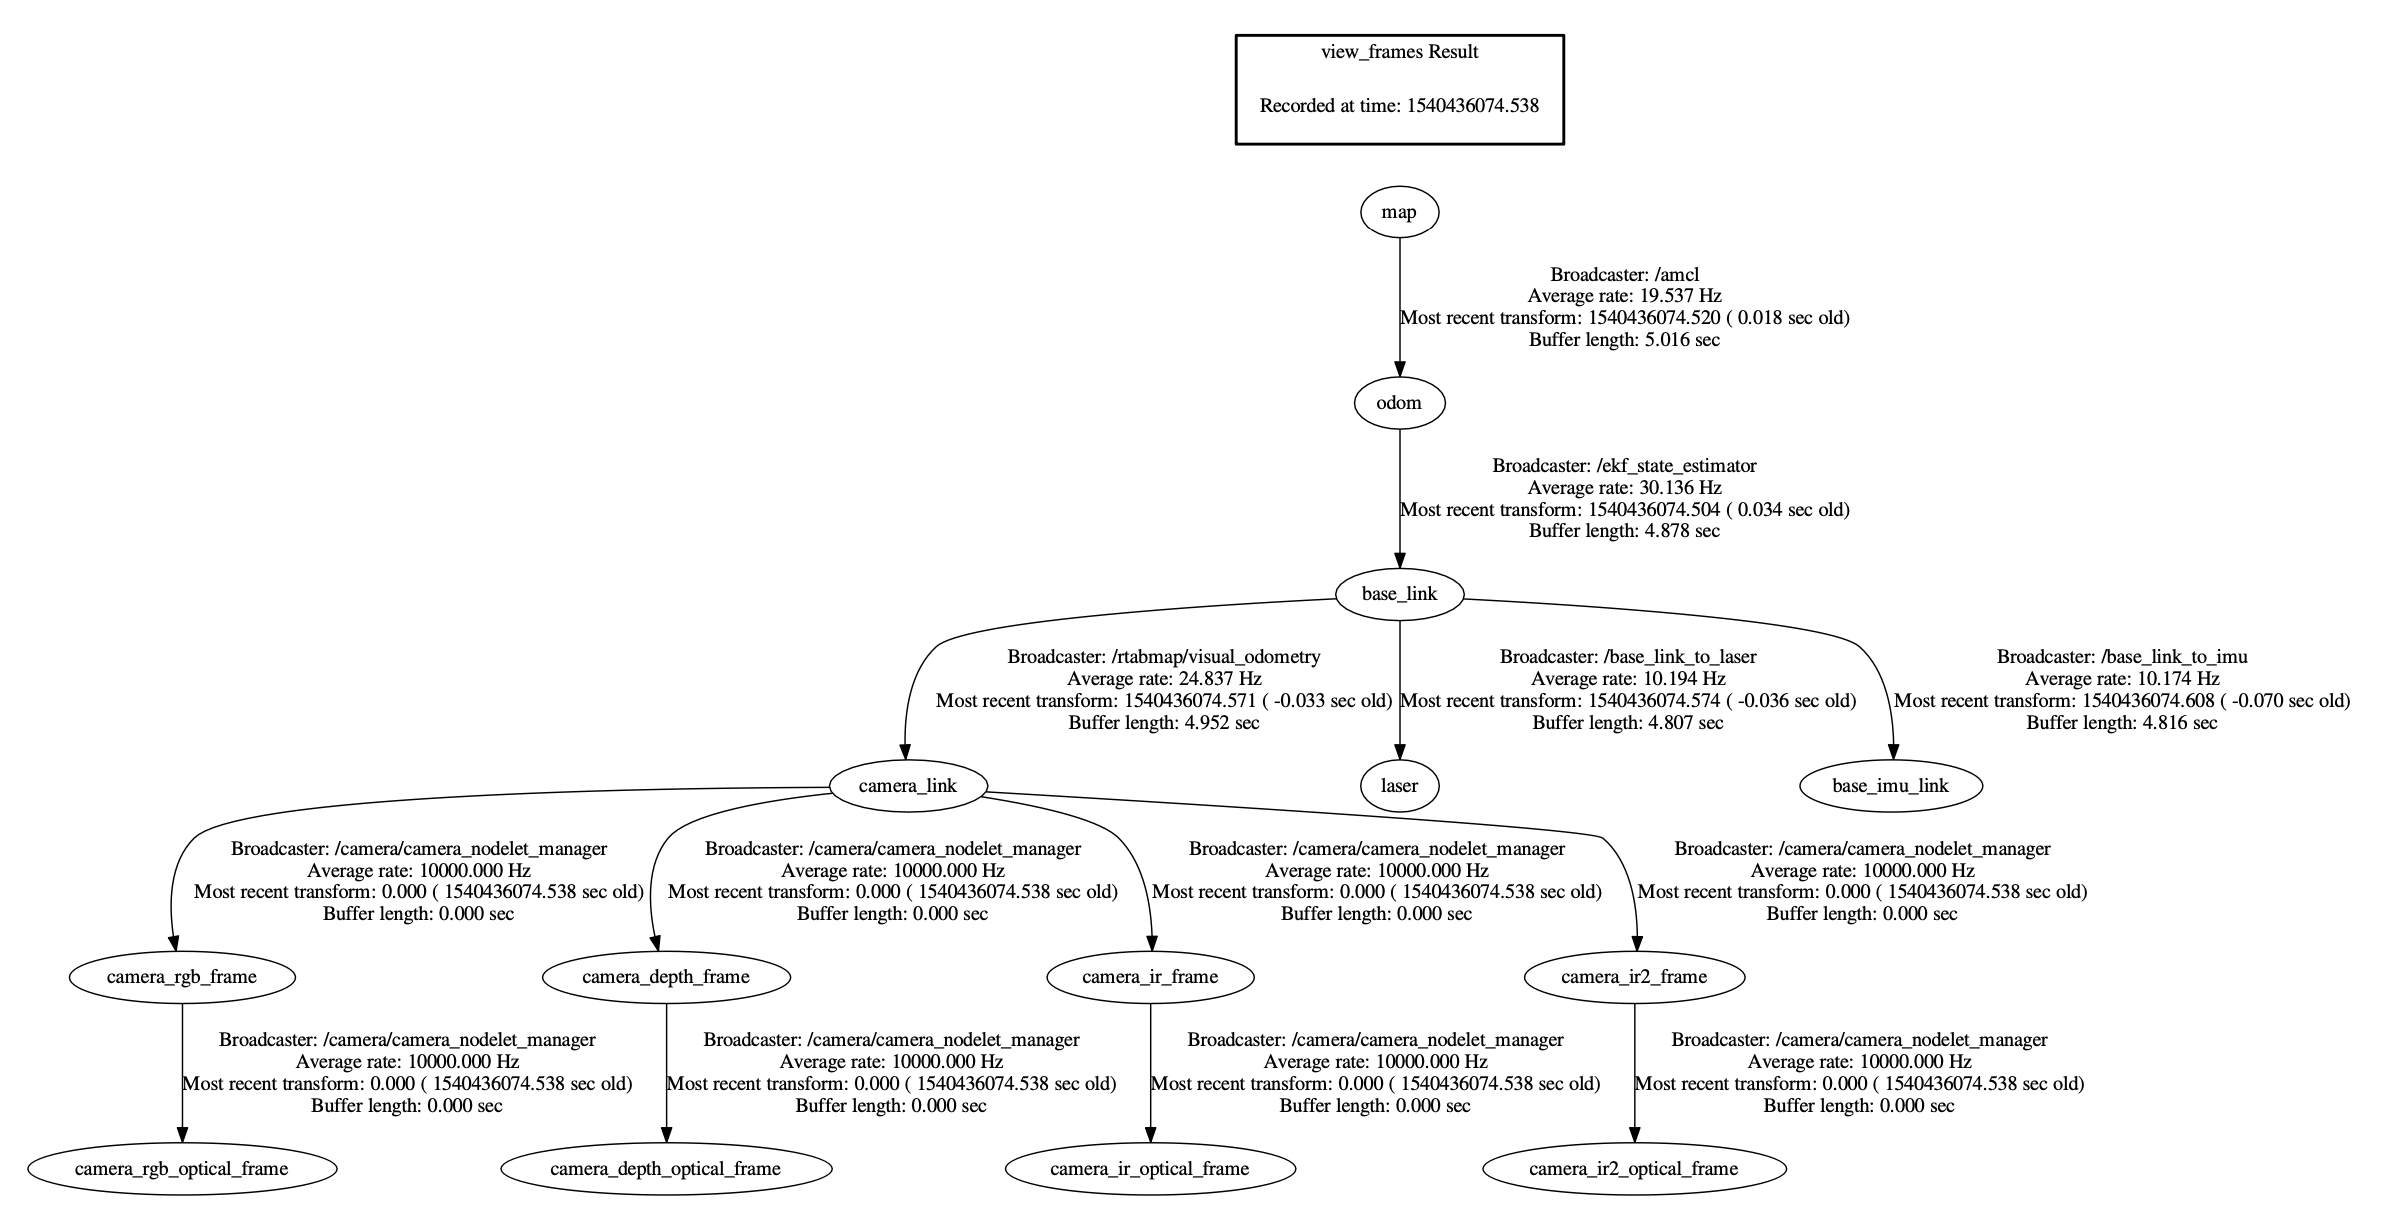 view_frames Result
Recorded at time: 1540436074.538
map
Broadcaster: /amcl
Average rate: 19.537 Hz
Most recent transform: 1540436074.520 ( 0.018 sec old)
Buffer length: 5.016 sec
odom
Broadcaster: /ekf_state_estimator
Average rate: 30.136 Hz
Most recent transform: 1540436074.504 ( 0.034 sec old)
Buffer length: 4.878 sec
base_link
Broadcaster: /rtabmap/visual_odometry
Average rate: 24.837 Hz
Most recent transform: 1540436074.571 ( -0.033 sec old)
Buffer length: 4.952 sec
Broadcaster: /base_link_to_laser
Average rate: 10.194 Hz
Most recent transform: 1540436074.574 ( -0.036 sec old)
Buffer length: 4.807 sec
Broadcaster: /base_link_to_imu
Average rate: 10.174 Hz
Most recent transform: 1540436074.608 ( -0.070 sec old)
Buffer length: 4.816 sec
camera_link
laser
base_imu_link
Broadcaster: /camera/camera_nodelet_manager
Average rate: 10000.000 Hz
Most recent transform: 0.000 ( 1540436074.538 sec old)
Buffer length: 0.000 sec
Broadcaster: /camera/camera_nodelet_manager
Average rate: 10000.000 Hz
Most recent transform: 0.000 ( 1540436074.538 sec old)
Buffer length: 0.000 sec
Broadcaster: /camera/camera_nodelet_manager
Average rate: 10000.000 Hz
Most recent transform: 0.000 ( 1540436074.538 sec old)
Buffer length: 0.000 sec
Broadcaster: /camera/camera_nodelet_manager
Average rate: 10000.000 Hz
Most recent transform: 0.000 ( 1540436074.538 sec old)
Buffer length: 0.000 sec
camera_rgb_frame
camera_depth_frame
camera_ir_frame
camera_ir2_frame
Broadcaster: /camera/camera_nodelet_manager
Average rate: 10000.000 Hz
Most recent transform: 0.000 ( 1540436074.538 sec old)
Buffer length: 0.000 sec
Broadcaster: /camera/camera_nodelet_manager
Average rate: 10000.000 Hz
Most recent transform: 0.000 ( 1540436074.538 sec old)
Buffer length: 0.000 sec
Broadcaster: /camera/camera_nodelet_manager
Average rate: 10000.000 Hz
Most recent transform: 0.000 ( 1540436074.538 sec old)
Buffer length: 0.000 sec
Broadcaster: /camera/camera_nodelet_manager
Average rate: 10000.000 Hz
Most recent transform: 0.000 ( 1540436074.538 sec old)
Buffer length: 0.000 sec
camera_rgb_optical_frame
camera_depth_optical_frame
camera_ir_optical_frame
camera_ir2_optical_frame